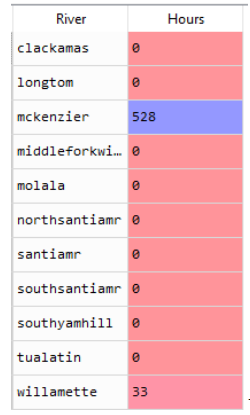 River Hours
clackamas 0
longtom 0
mckenzier 528
middleforkwi… 0
molala 0
northsantiamr 0
santiamr 0
southsantiamr 0
southyamhill 0
tualatin 0
willamette 33